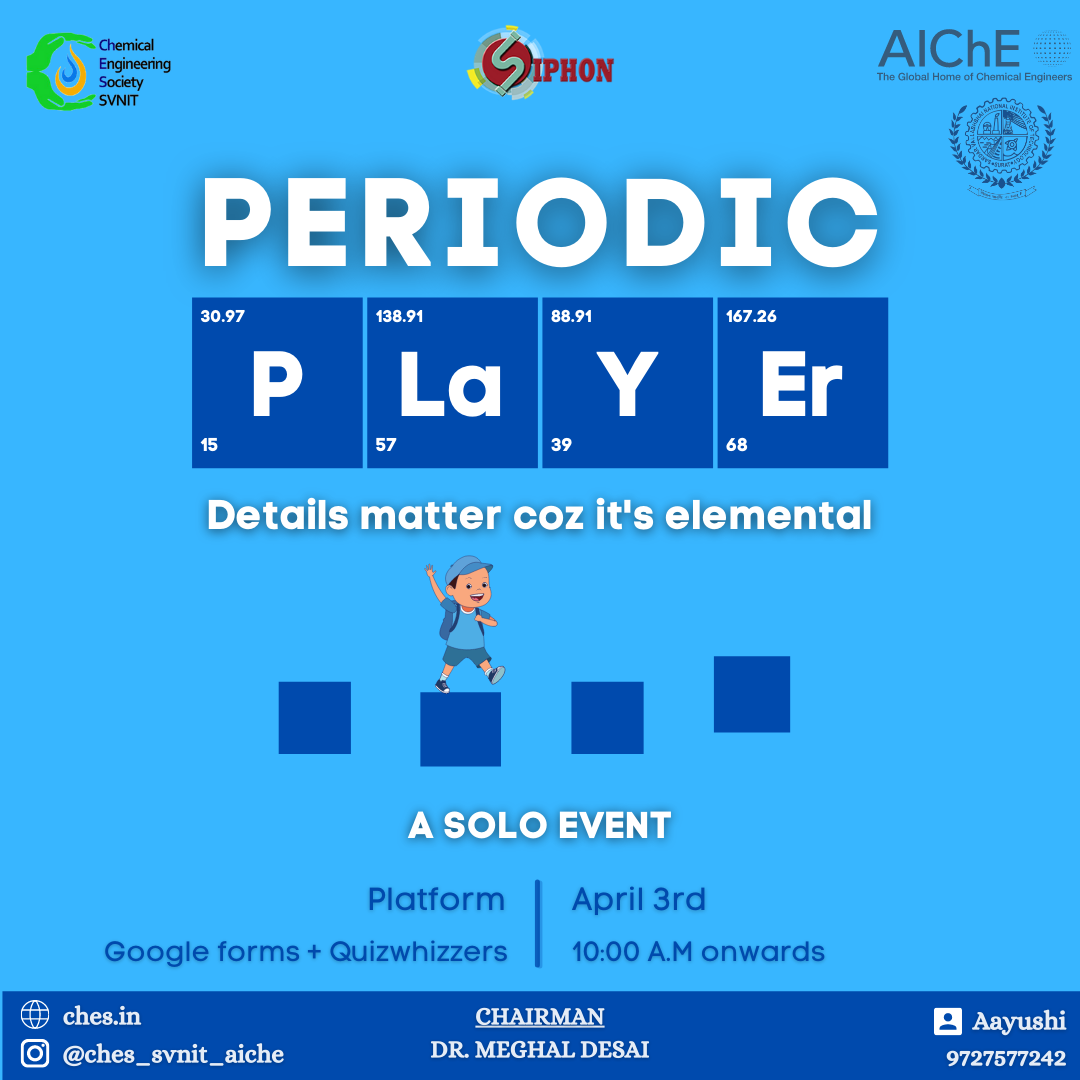 Chemical
Engineering
Society
SVNIT
SIPHON
AIChE
The Global Home of Chemical Engineers
PERIODIC
30.97 138.91 88.91 167.26
P La Y Er
15 57 39 68
Details matter coz it's elemental
A SOLO EVENT
Platform
Google forms + Quizwhizzers
April 3rd
10:00 A.M onwards
ches.in
@ches_svnit_aiche
CHAIRMAN
DR. MEGHAL DESAI
Aayushi
9727577242